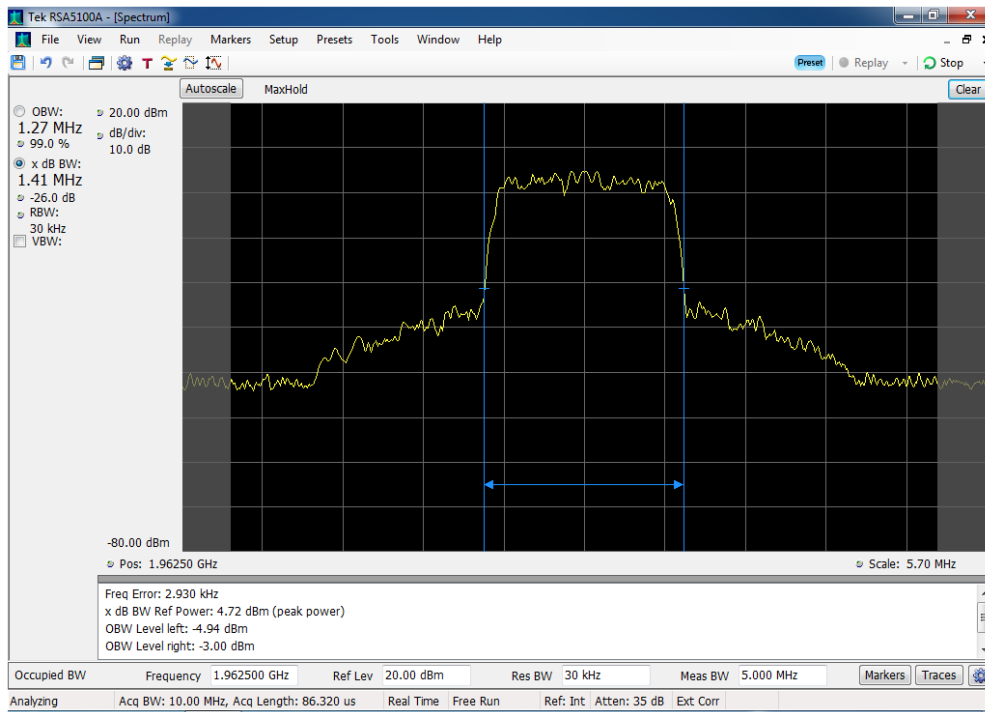 Tek RSA5100A - [Spectrum]
File View Run Replay Markers Setup Presets Tools Window Help
T Preset Replay Stop
Autoscale MaxHold Clear
OBW:
1.27 MHz
99.0 %
x dB BW:
1.41 MHz
-26.0 dB
RBW:
30 kHz
VBW:
20.00 dBm
dB/div:
10.0 dB
-80.00 dBm
Pos: 1.96250 GHz Scale: 5.70 MHz
Freq Error: 2.930 kHz
x dB BW Ref Power: 4.72 dBm (peak power)
OBW Level left: -4.94 dBm
OBW Level right: -3.00 dBm
Occupied BW Frequency 1.962500 GHz Ref Lev 20.00 dBm Res BW 30 kHz Meas BW 5.000 MHz Markers Traces
Analyzing Acq BW: 10.00 MHz, Acq Length: 86.320 us Real Time Free Run Ref: Int Atten: 35 dB Ext Corr